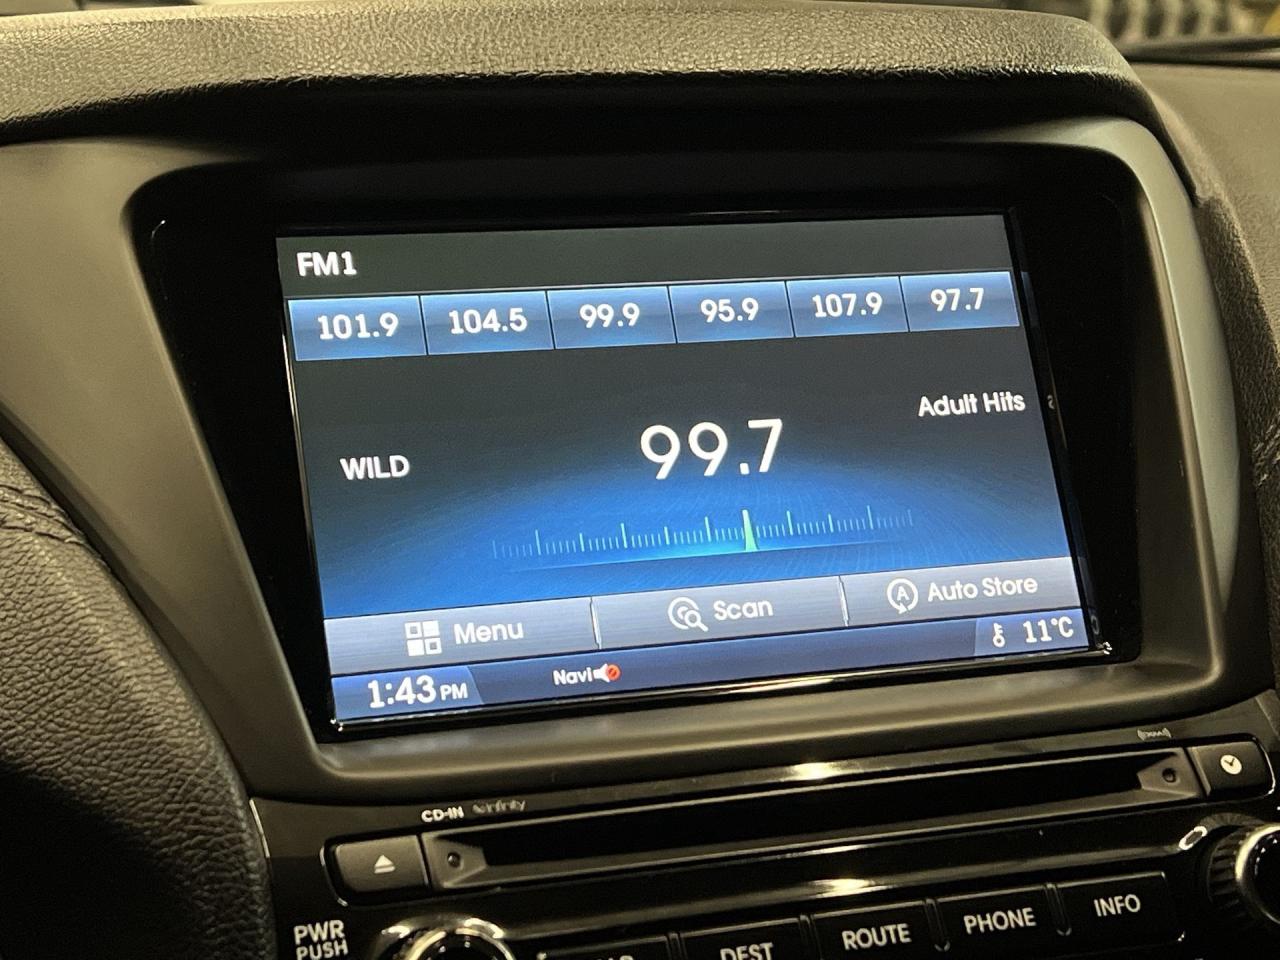 FM1
101.9 104.5 99.9 95.9 107.9 97.7
Adult Hits
WILD
99.7
Menu Scan A Auto Store
1:43 PM Navi 11°C
CD-IN infinity
PWR
PUSH
DEST ROUTE PHONE INFO